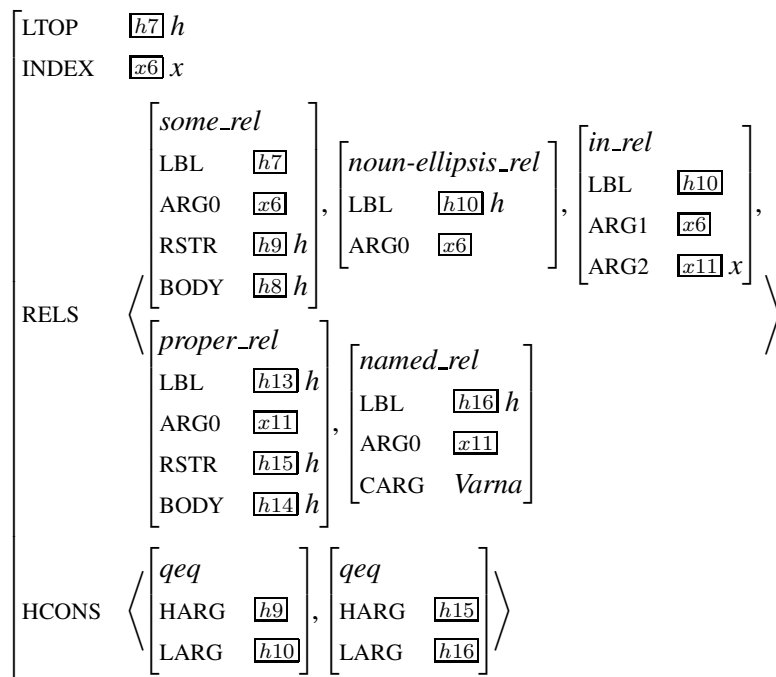 LTOP h7 h
INDEX x6 x
RELS
some_rel
LBL h7
ARG0 x6
RSTR h9 h
BODY h8 h
,
noun-ellipsis_rel
LBL h10 h
ARG0 x6
,
in_rel
LBL h10
ARG1 x6
ARG2 x11 x
,
proper_rel
LBL h13 h
ARG0 x11
RSTR h15 h
BODY h14 h
,
named_rel
LBL h16 h
ARG0 x11
CARG Varna
HCONS
qeq
HARG h9
LARG h10
,
qeq
HARG h15
LARG h16